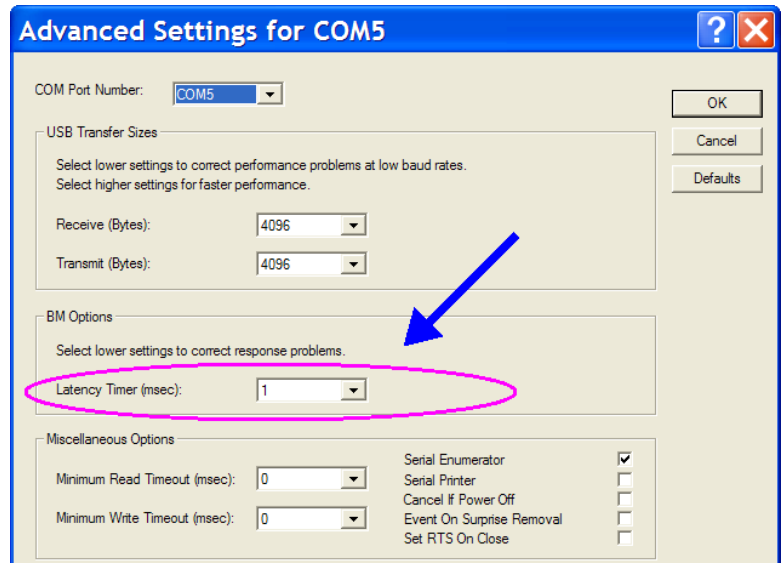 Advanced Settings for COM5
COM Port Number: COM5
OK
Cancel
Defaults
USB Transfer Sizes
Select lower settings to correct performance problems at low baud rates.
Select higher settings for faster performance.
Receive (Bytes): 4096
Transmit (Bytes): 4096
BM Options
Select lower settings to correct response problems.
Latency Timer (msec): 1
Miscellaneous Options
Minimum Read Timeout (msec): 0
Minimum Write Timeout (msec): 0
Serial Enumerator
Serial Printer
Cancel If Power Off
Event On Surprise Removal
Set RTS On Close